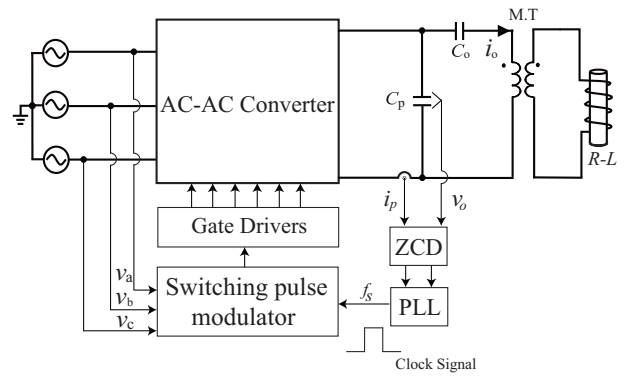 M.T
C_o
i_o
AC-AC Converter
C_p
R-L
i_p
v_o
Gate Drivers
ZCD
v_a
Switching pulse
modulator
v_b
f_s
PLL
v_c
Clock Signal